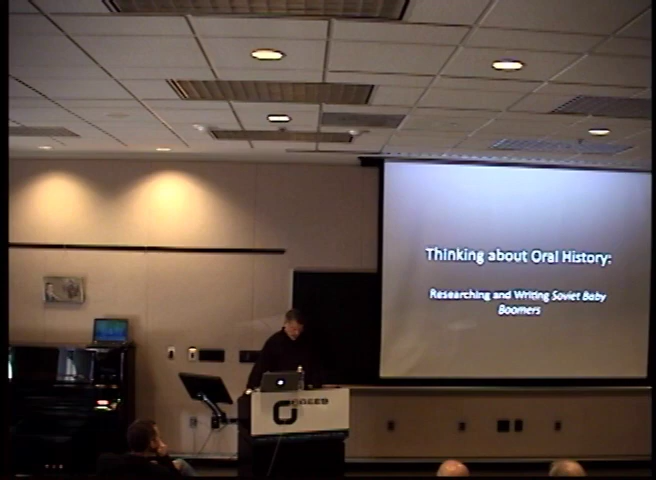 Thinking about Oral History:
Researching and Writing Soviet Baby
Boomers